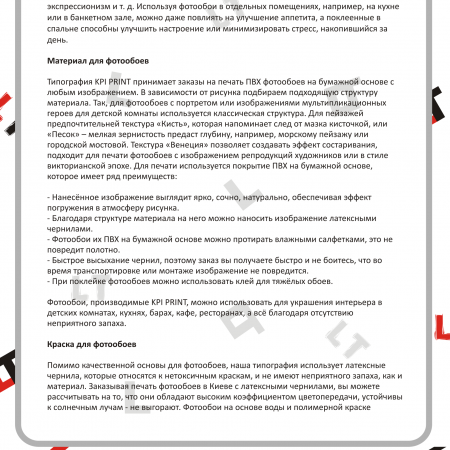 экспрессионизм и т. д. Используя фотообои в отдельных помещениях, например, на кухне
или в банкетном зале, можно даже повлиять на улучшение аппетита, а поклеенные в
спальне способны улучшить настроение или минимизировать стресс, накопившийся за
день.
Материал для фотообоев
Типография KPI PRINT принимает заказы на печать ПВХ фотообоев на бумажной основе с
любым изображением. В зависимости от рисунка подбираем подходящую структуру
материала. Так, для фотообоев с портретом или изображениями мультипликационных
героев для детской комнаты используется классическая структура. Для пейзажей
предпочтительней текстура «Кисть», которая напоминает след от мазка кисточкой, или
«Песок» – мелкая зернистость предаст глубину, например, морскому пейзажу или
городской мостовой. Текстура «Венеция» позволяет создавать эффект состаривания,
подходит для печати фотообоев с изображением репродукций художников или в стиле
викторианской эпохе. Для печати используется покрытие ПВХ на бумажной основе,
которое имеет ряд преимуществ:
- Нанесённое изображение выглядит ярко, сочно, натурально, обеспечивая эффект
погружения в атмосферу рисунка.
- Благодаря структуре материала на него можно наносить изображение латексными
чернилами.
- Фотообои их ПВХ на бумажной основе можно протирать влажными салфетками, это не
повредит полотно.
- Быстрое высыхание чернил, поэтому заказ вы получаете быстро и не боитесь, что во
время транспортировке или монтаже изображение не повредится.
- При поклейке фотообоев можно использовать клей для тяжёлых обоев.
Фотообои, производимые KPI PRINT, можно использовать для украшения интерьера в
детских комнатах, кухнях, барах, кафе, ресторанах, а всё благодаря отсутствию
неприятного запаха.
Краска для фотообоев
Помимо качественной основы для фотообоев, наша типография использует латексные
чернила, которые относятся к нетоксичным краскам, и не имеют неприятного запаха, как и
материал. Заказывая печать фотообоев в Киеве с латексными чернилами, вы можете
рассчитывать на то, что они обладают высоким коэффициентом цветопередачи, устойчивы
к солнечным лучам - не выгорают. Фотообои на основе воды и полимерной краске